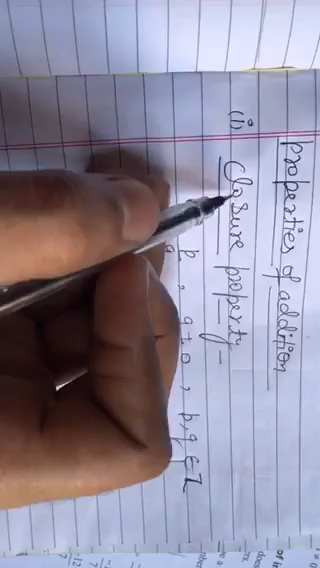 Properties of addition
(i) Closure property -
p/q , q ≠ 0 , p,q ∈ Z